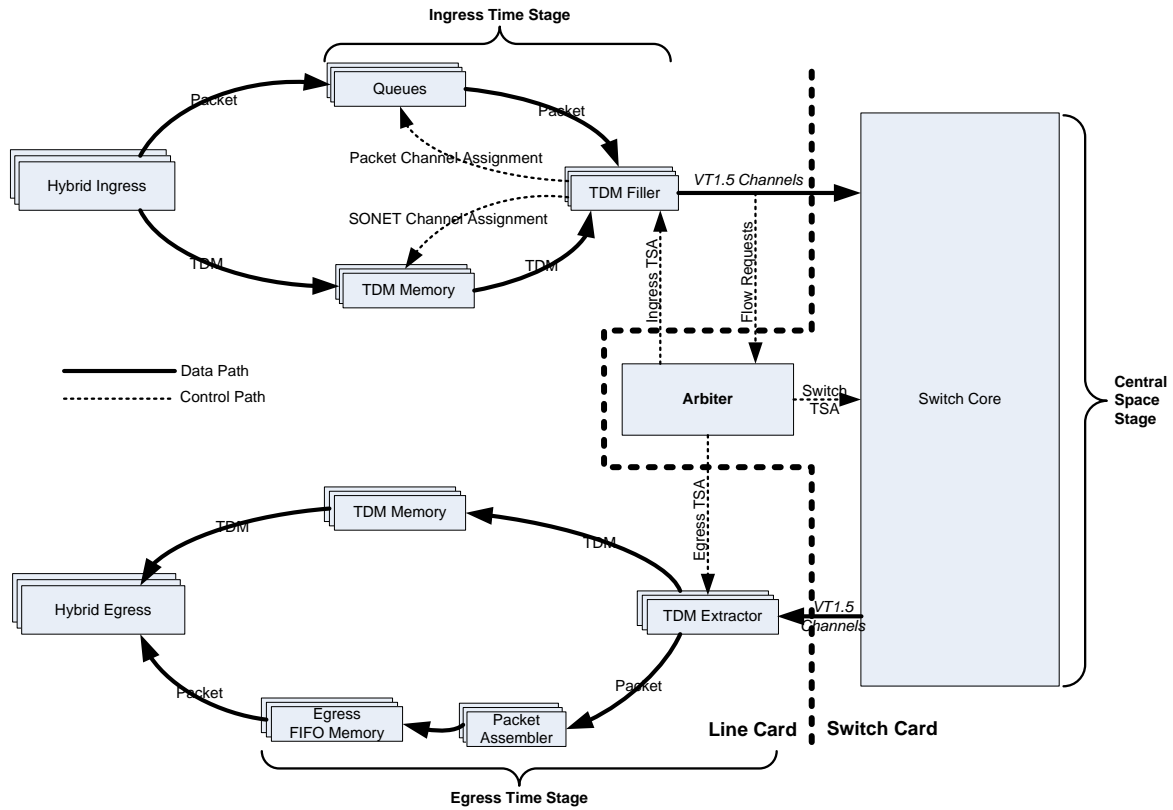 Ingress Time Stage
Queues
Packet
Packet
Packet Channel Assignment
Hybrid Ingress
TDM Filler
VT1.5 Channels
SONET Channel Assignment
TDM
TDM
TDM Memory
Ingress TSA
Flow Requests
Data Path
Control Path
Arbiter
Switch
TSA
Switch Core
Central
Space
Stage
TDM Memory
TDM
TDM
Egress TSA
Hybrid Egress
TDM Extractor
VT1.5
Channels
Packet
Packet
Egress
FIFO Memory
Packet
Assembler
Line Card
Switch Card
Egress Time Stage